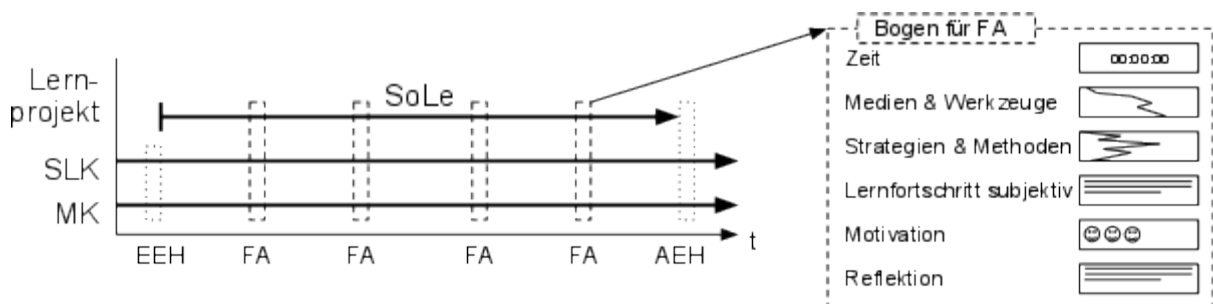 Lern-
projekt
SoLe
SLK
MK
t
EEH FA FA FA FA AEH
Bogen für FA
Zeit 00:00:00
Medien & Werkzeuge
Strategien & Methoden
Lernfortschritt subjektiv
Motivation
Reflektion